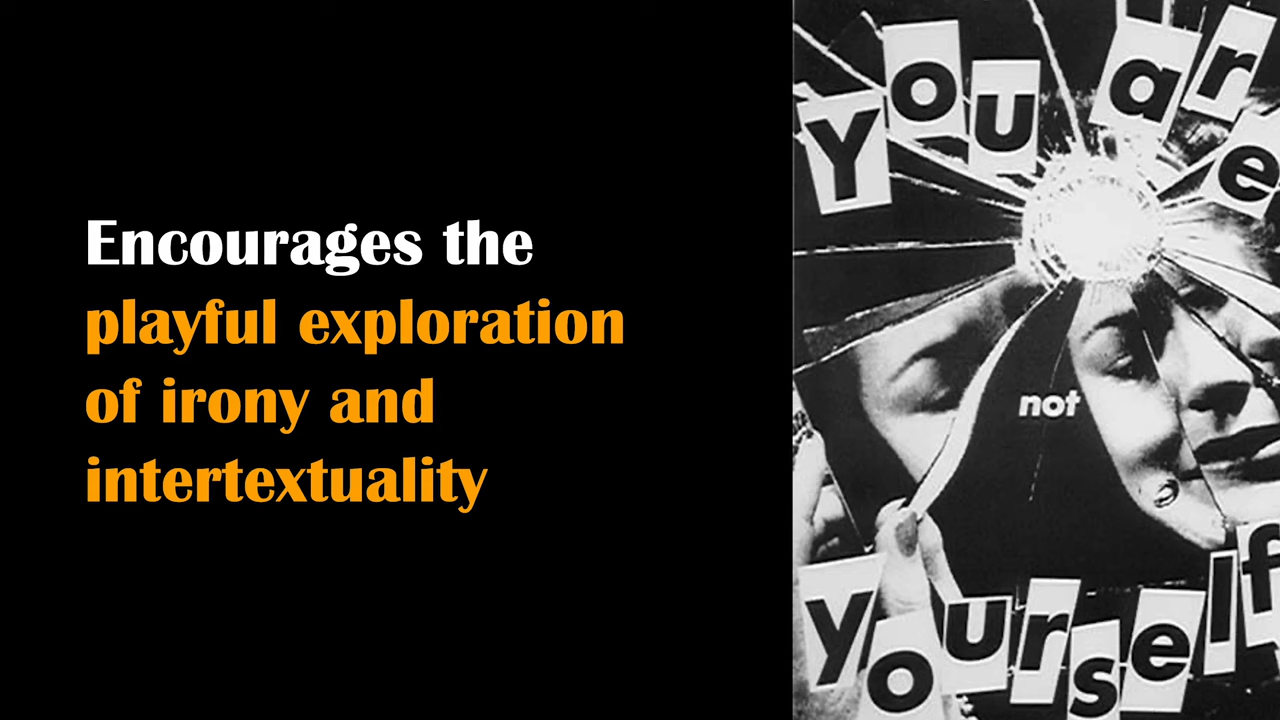 Encourages the
playful exploration
of irony and
intertextuality
You are
not
yourself